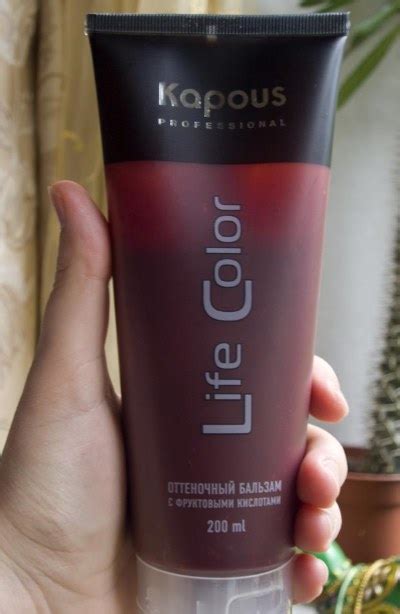 Kapous
PROFESSIONAL
Life Color
ОТТЕНОЧНЫЙ БАЛЬЗАМ
С ФРУКТОВЫМИ КИСЛОТАМИ
200 ml